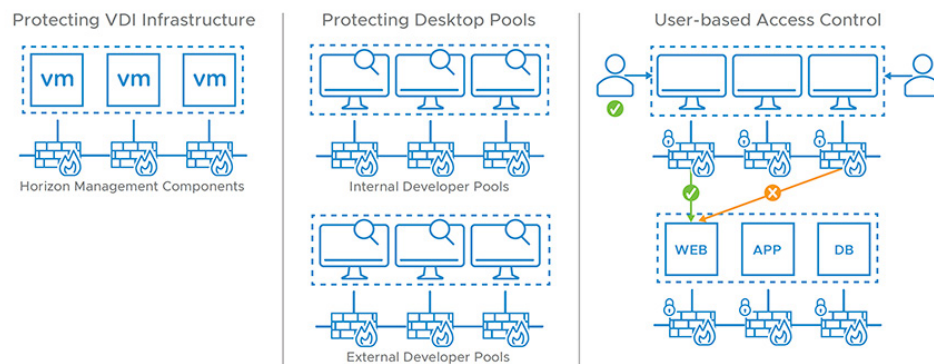 Protecting VDI Infrastructure
vm vm vm
Horizon Management Components
Protecting Desktop Pools
Internal Developer Pools
External Developer Pools
User-based Access Control
WEB APP DB